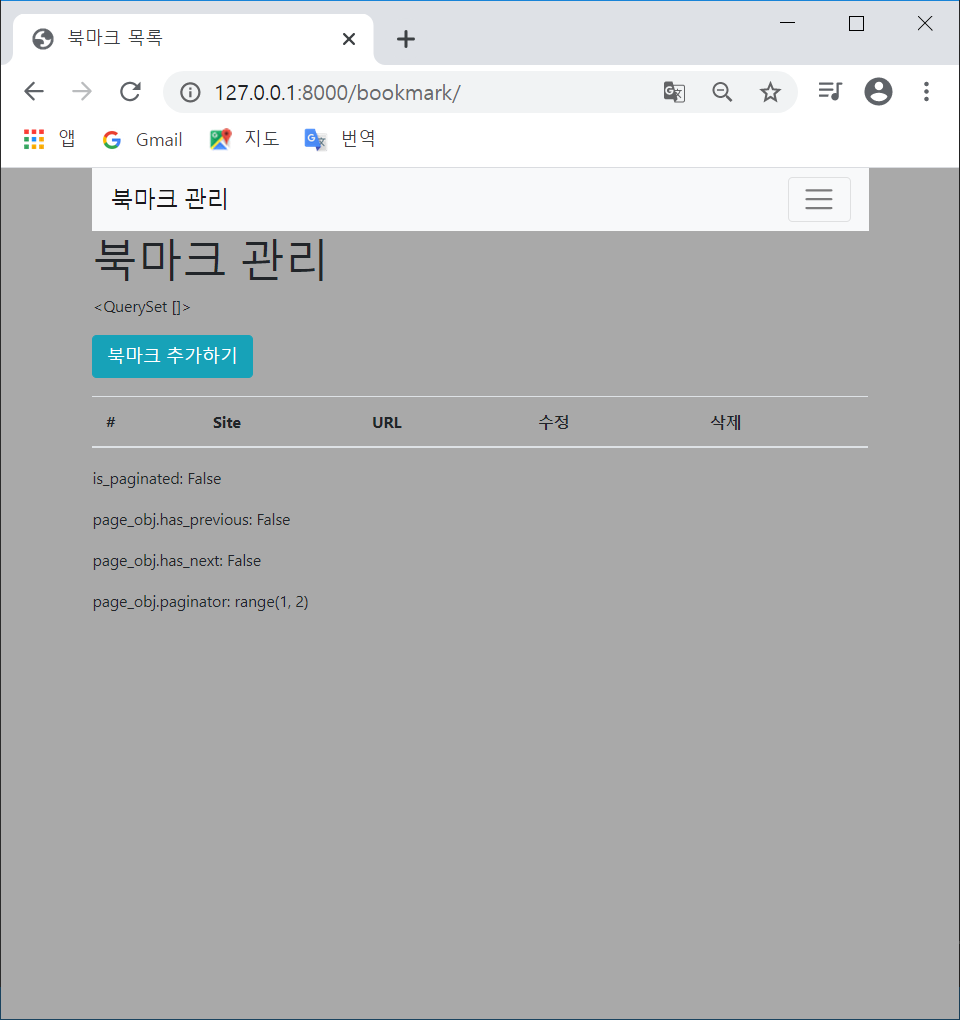 북마크 목록
127.0.0.1:8000/bookmark/
앱 Gmail 지도 번역
북마크 관리
북마크 관리
<QuerySet []>
북마크 추가하기
# Site URL 수정 삭제
is_paginated: False
page_obj.has_previous: False
page_obj.has_next: False
page_obj.paginator: range(1, 2)